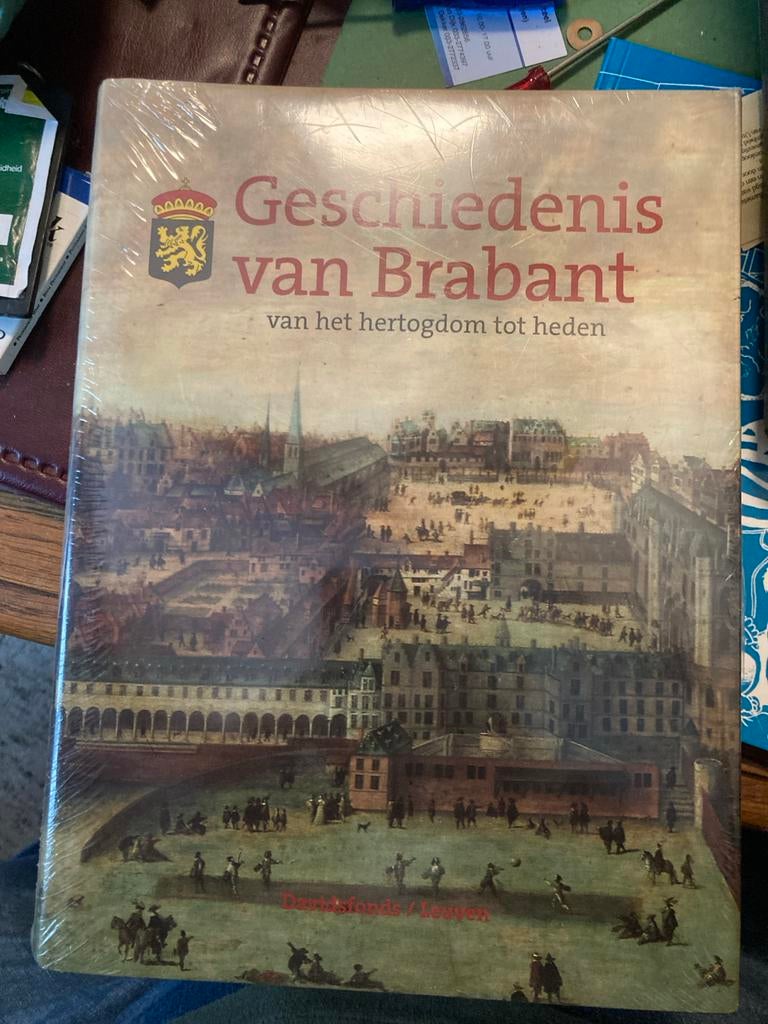 Geschiedenis
van Brabant
van het hertogdom tot heden
Davidsfonds / Leuven